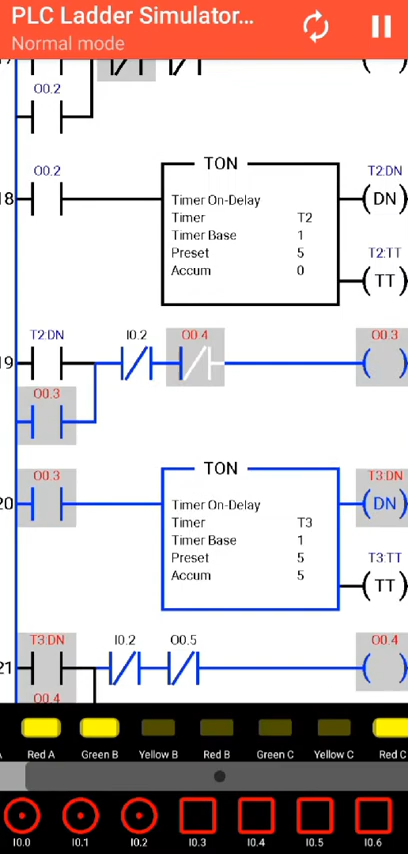 PLC Ladder Simulator...
Normal mode
O0.2
18
O0.2
TON
Timer On-Delay
Timer T2
Timer Base 1
Preset 5
Accum 0
T2:DN
DN
T2:TT
TT
19
T2:DN
I0.2
O0.4
O0.3
O0.3
20
O0.3
TON
Timer On-Delay
Timer T3
Timer Base 1
Preset 5
Accum 5
T3:DN
DN
T3:TT
TT
21
T3:DN
I0.2
O0.5
O0.4
O0.4
Red A
Green B
Yellow B
Red B
Green C
Yellow C
Red C
I0.0
I0.1
I0.2
I0.3
I0.4
I0.5
I0.6